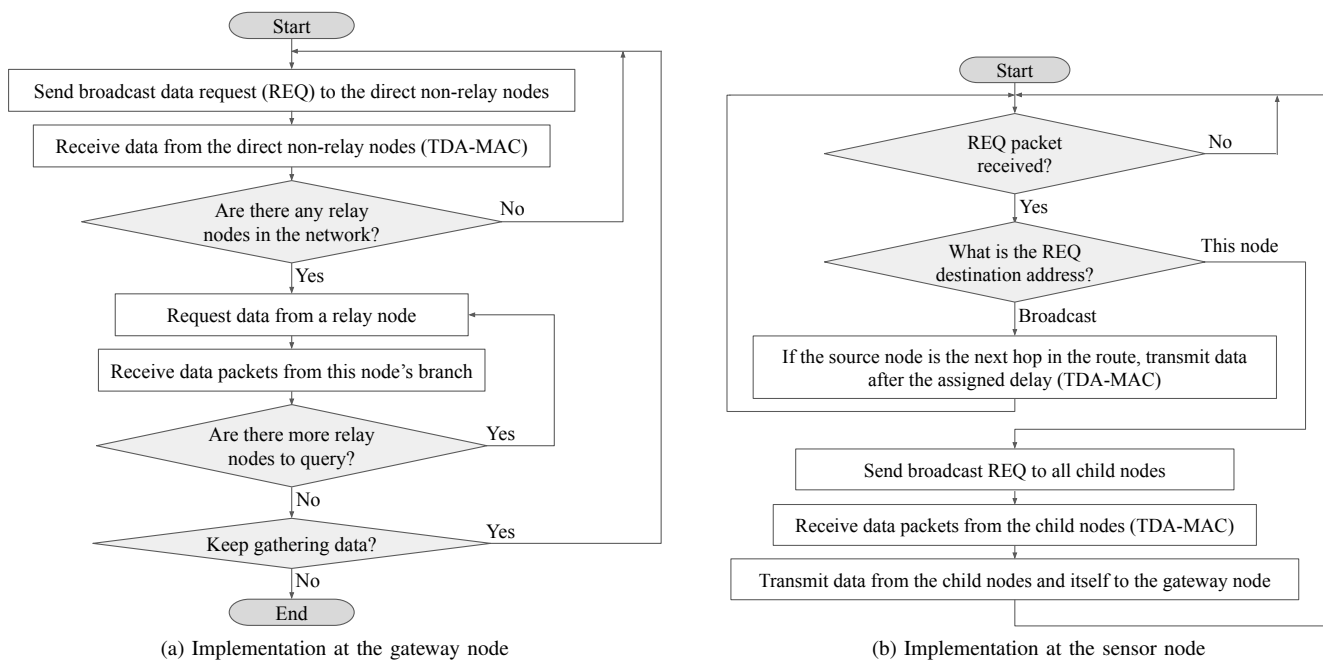 Start
Send broadcast data request (REQ) to the direct non-relay nodes
Receive data from the direct non-relay nodes (TDA-MAC)
Are there any relay
nodes in the network?
No
Yes
Request data from a relay node
Receive data packets from this node's branch
Are there more relay
nodes to query?
Yes
No
Keep gathering data?
Yes
No
End
(a) Implementation at the gateway node
Start
REQ packet
received?
No
Yes
What is the REQ
destination address?
This node
Broadcast
If the source node is the next hop in the route, transmit data
after the assigned delay (TDA-MAC)
Send broadcast REQ to all child nodes
Receive data packets from the child nodes (TDA-MAC)
Transmit data from the child nodes and itself to the gateway node
(b) Implementation at the sensor node